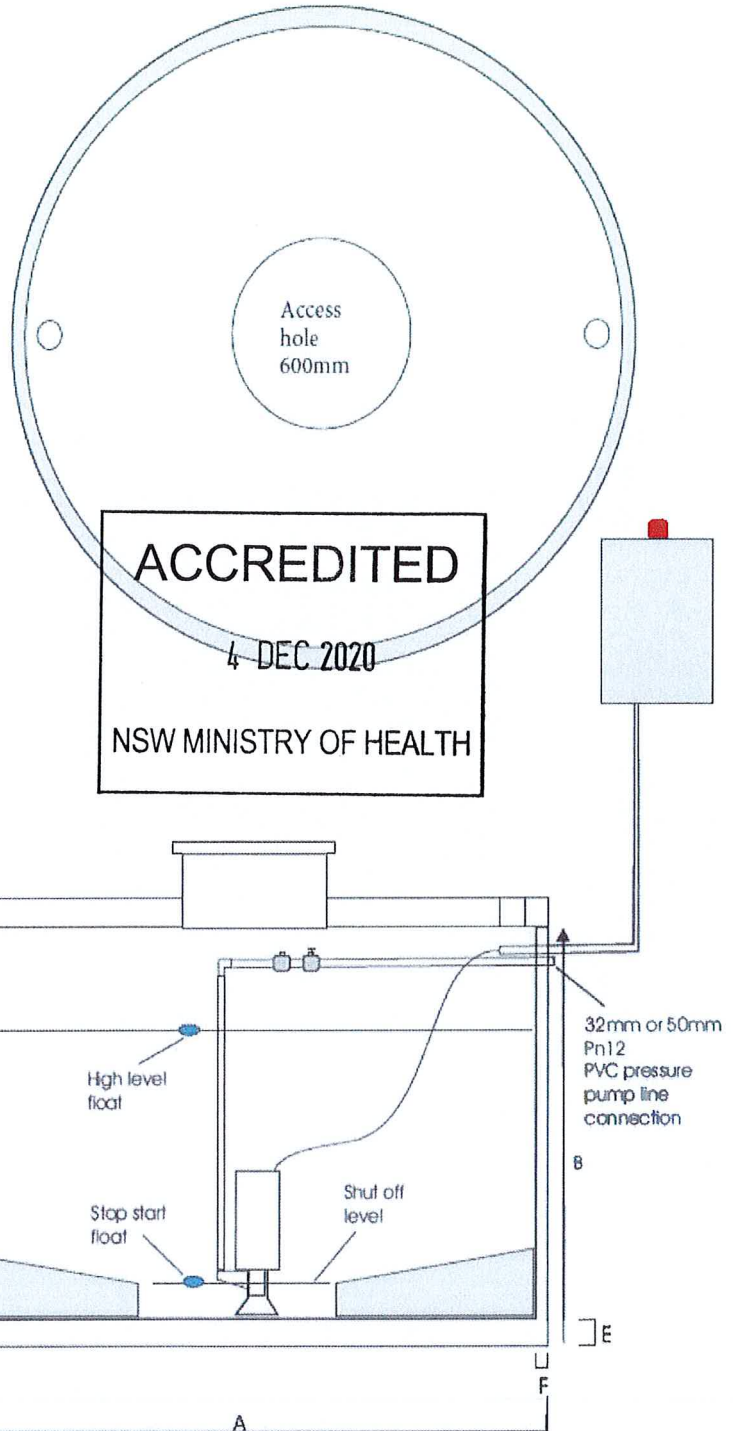 Access
hole
600mm
ACCREDITED
4 DEC 2020
NSW MINISTRY OF HEALTH
32mm or 50mm
Pn12
PVC pressure
pump line
connection
High level
float
B
Stop start
float
Shut off
level
E
F
A